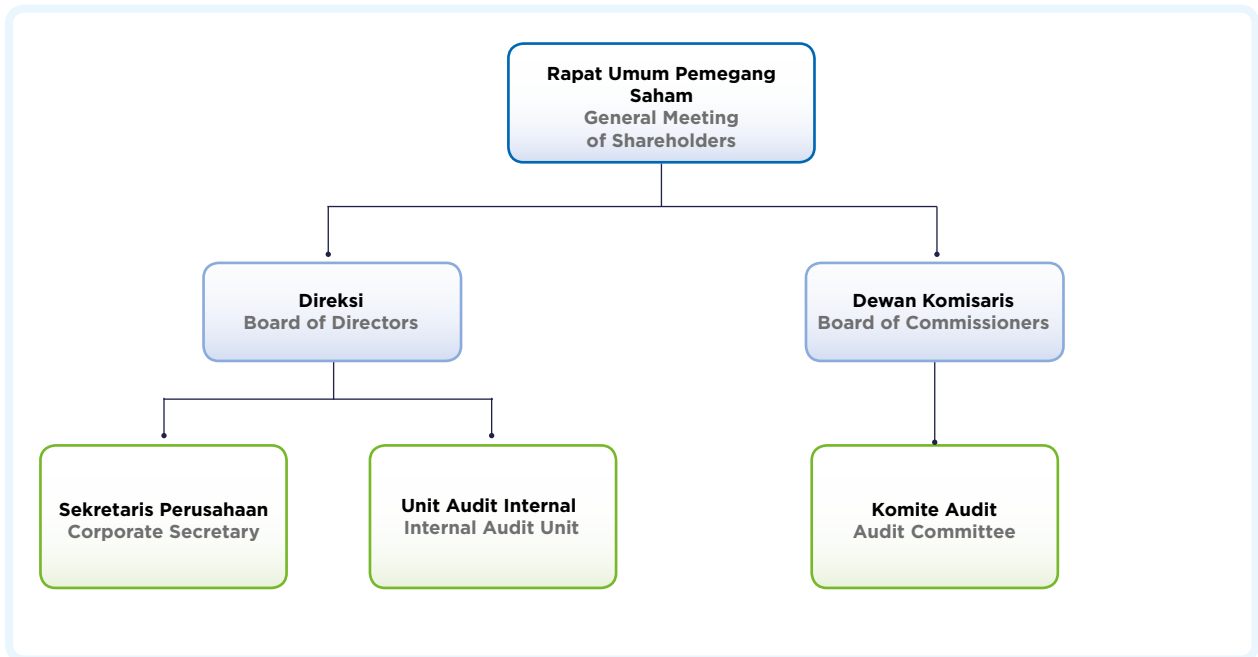 Rapat Umum Pemegang
Saham
General Meeting
of Shareholders
Direksi
Board of Directors
Dewan Komisaris
Board of Commissioners
Sekretaris Perusahaan
Corporate Secretary
Unit Audit Internal
Internal Audit Unit
Komite Audit
Audit Committee